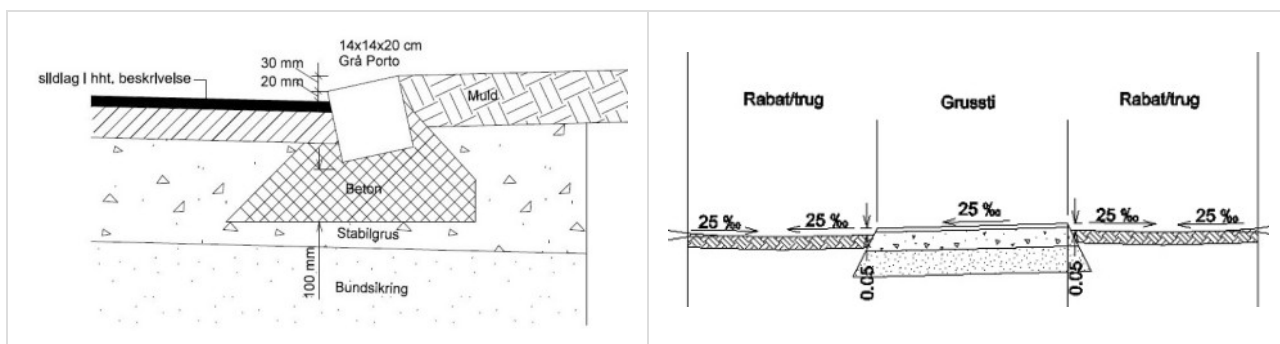 14x14x20 cm
Grå Porto
30 mm
20 mm
slidlag i hht. beskrivelse
Muld
Beton
Stabilgrus
100 mm
Bundsikring
Rabat/trug
Grussti
Rabat/trug
25 ‰
25 ‰
25 ‰
25 ‰
25 ‰
0.05
0.05